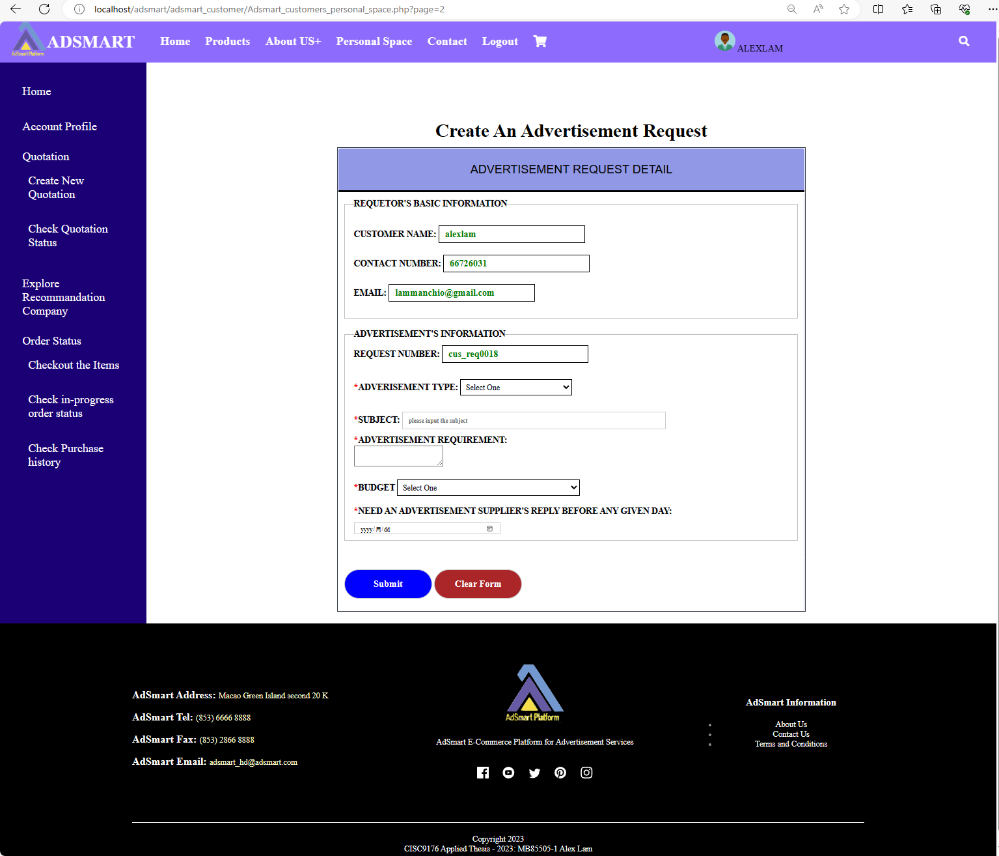 localhost/adsmart/adsmart_customer/Adsmart_customers_personal_space.php?page=2
AdSmart Platform
ADSMART
Home
Products
About US+
Personal Space
Contact
Logout
ALEXLAM
Home
Account Profile
Quotation
Create New
Quotation
Check Quotation
Status
Explore
Recommandation
Company
Order Status
Checkout the Items
Check in-progress
order status
Check Purchase
history
Create An Advertisement Request
ADVERTISEMENT REQUEST DETAIL
REQUETOR'S BASIC INFORMATION
CUSTOMER NAME: alexlam
CONTACT NUMBER: 66726031
EMAIL: lammanchio@gmail.com
ADVERTISEMENT'S INFORMATION
REQUEST NUMBER: cus_req0018
*ADVERISEMENT TYPE: Select One
*SUBJECT: please input the subject
*ADVERTISEMENT REQUIREMENT:
*BUDGET Select One
*NEED AN ADVERTISEMENT SUPPLIER'S REPLY BEFORE ANY GIVEN DAY:
yyyy/月/dd
Submit
Clear Form
AdSmart Address: Macao Green Island second 20 K
AdSmart Tel: (853) 6666 8888
AdSmart Fax: (853) 2866 8888
AdSmart Email: adsmart_hd@adsmart.com
AdSmart Platform
AdSmart E-Commerce Platform for Advertisement Services
AdSmart Information
About Us
Contact Us
Terms and Conditions
Copyright 2023
CISC9176 Applied Thesis - 2023: MB85505-1 Alex Lam